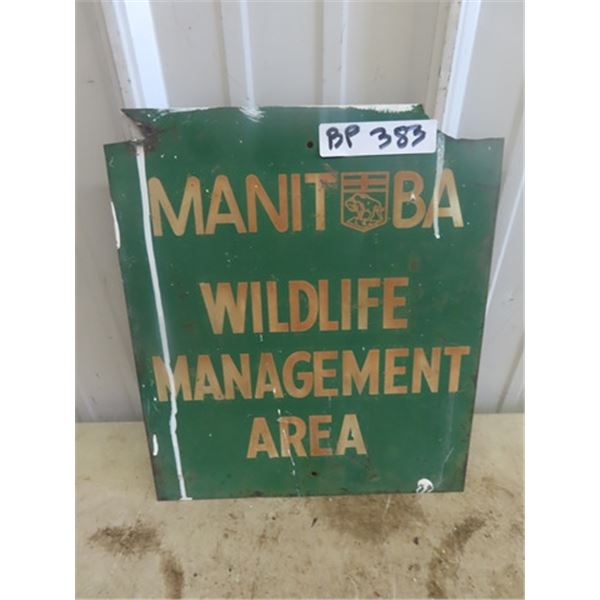 BP 383
MANITOBA
WILDLIFE
MANAGEMENT
AREA